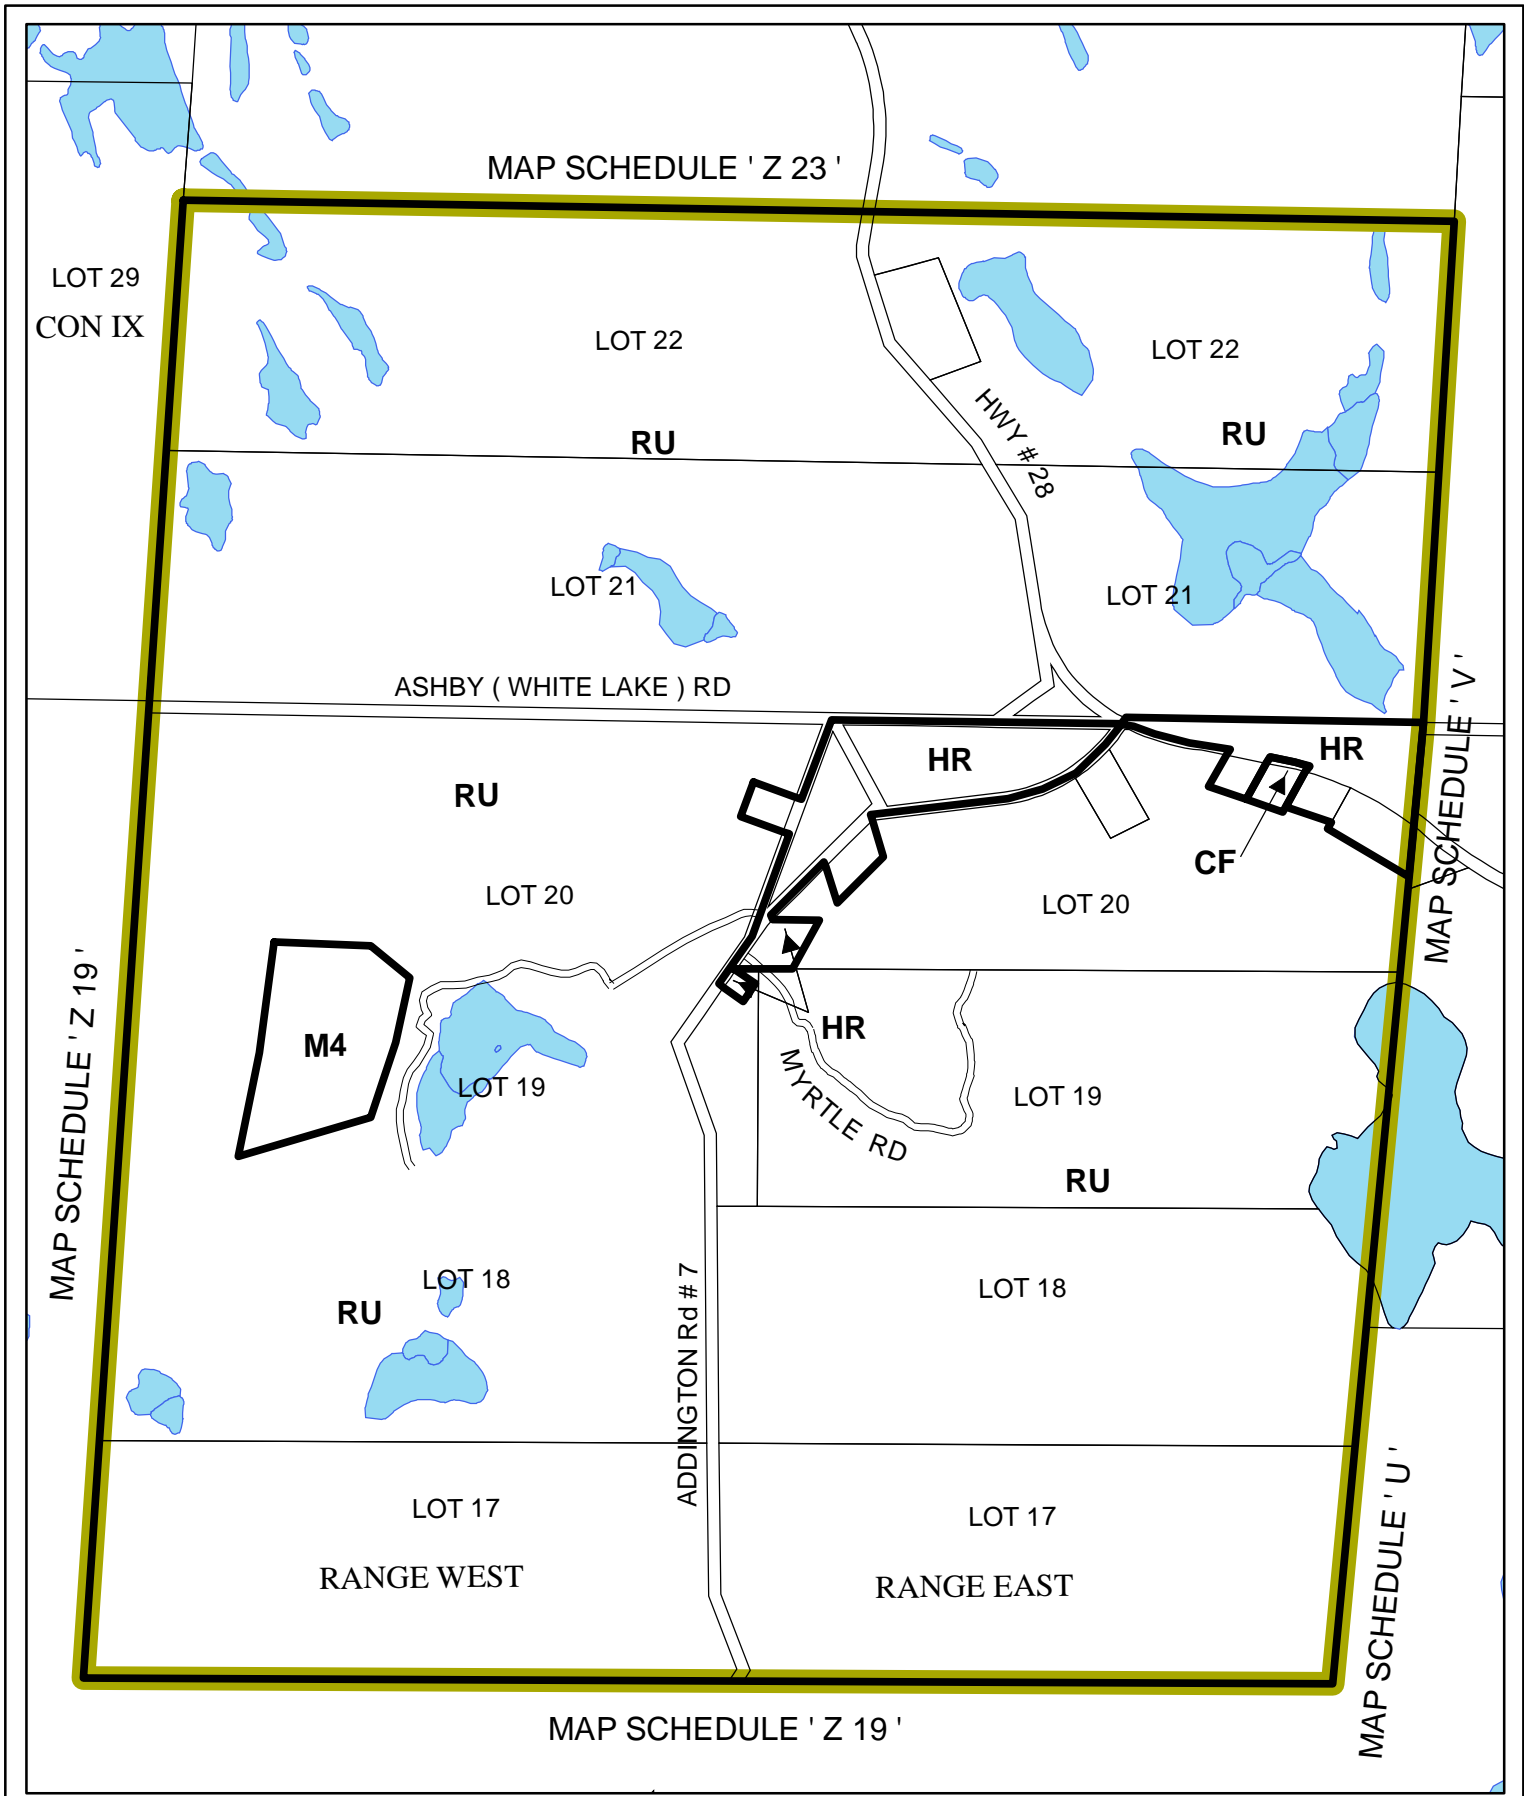 MAP SCHEDULE ' Z 23 '
LOT 29
CON IX
LOT 22
LOT 22
HWY # 28
RU
RU
LOT 21
LOT 21
ASHBY ( WHITE LAKE ) RD
MAP SCHEDULE ' V '
HR
HR
RU
CF
LOT 20
LOT 20
MAP SCHEDULE ' Z 19 '
M4
HR
LOT 19
MYRTLE RD
LOT 19
RU
LOT 18
LOT 18
RU
ADDINGTON Rd # 7
LOT 17
LOT 17
RANGE WEST
RANGE EAST
MAP SCHEDULE ' U '
MAP SCHEDULE ' Z 19 '